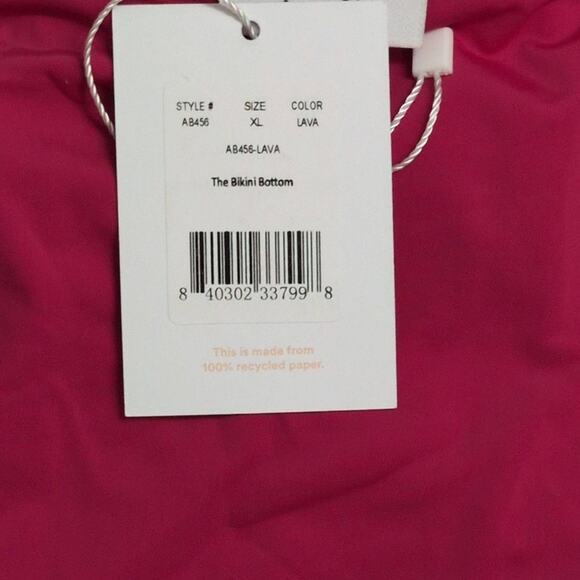 STYLE # SIZE COLOR
AB456 XL LAVA
AB456-LAVA
The Bikini Bottom
8 40302 33799 8
This is made from
100% recycled paper.